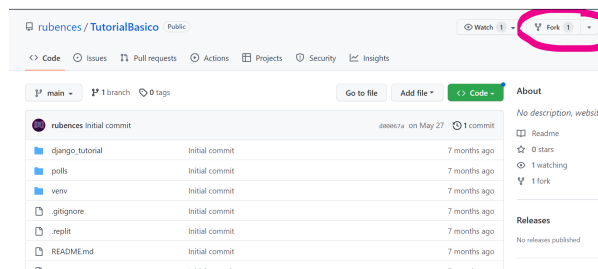 rubences / TutorialBasico Public
Watch 1 Fork 1
Code Issues Pull requests Actions Projects Security Insights
main 1 branch 0 tags Go to file Add file Code
About
No description, websit
rubences Initial commit on May 27 1 commit
Readme
django_tutorial Initial commit 7 months ago
0 stars
polls Initial commit 7 months ago
1 watching
venv Initial commit 7 months ago
1 fork
.gitignore Initial commit 7 months ago
.replit Initial commit 7 months ago
Releases
README.md Initial commit 7 months ago
No releases published